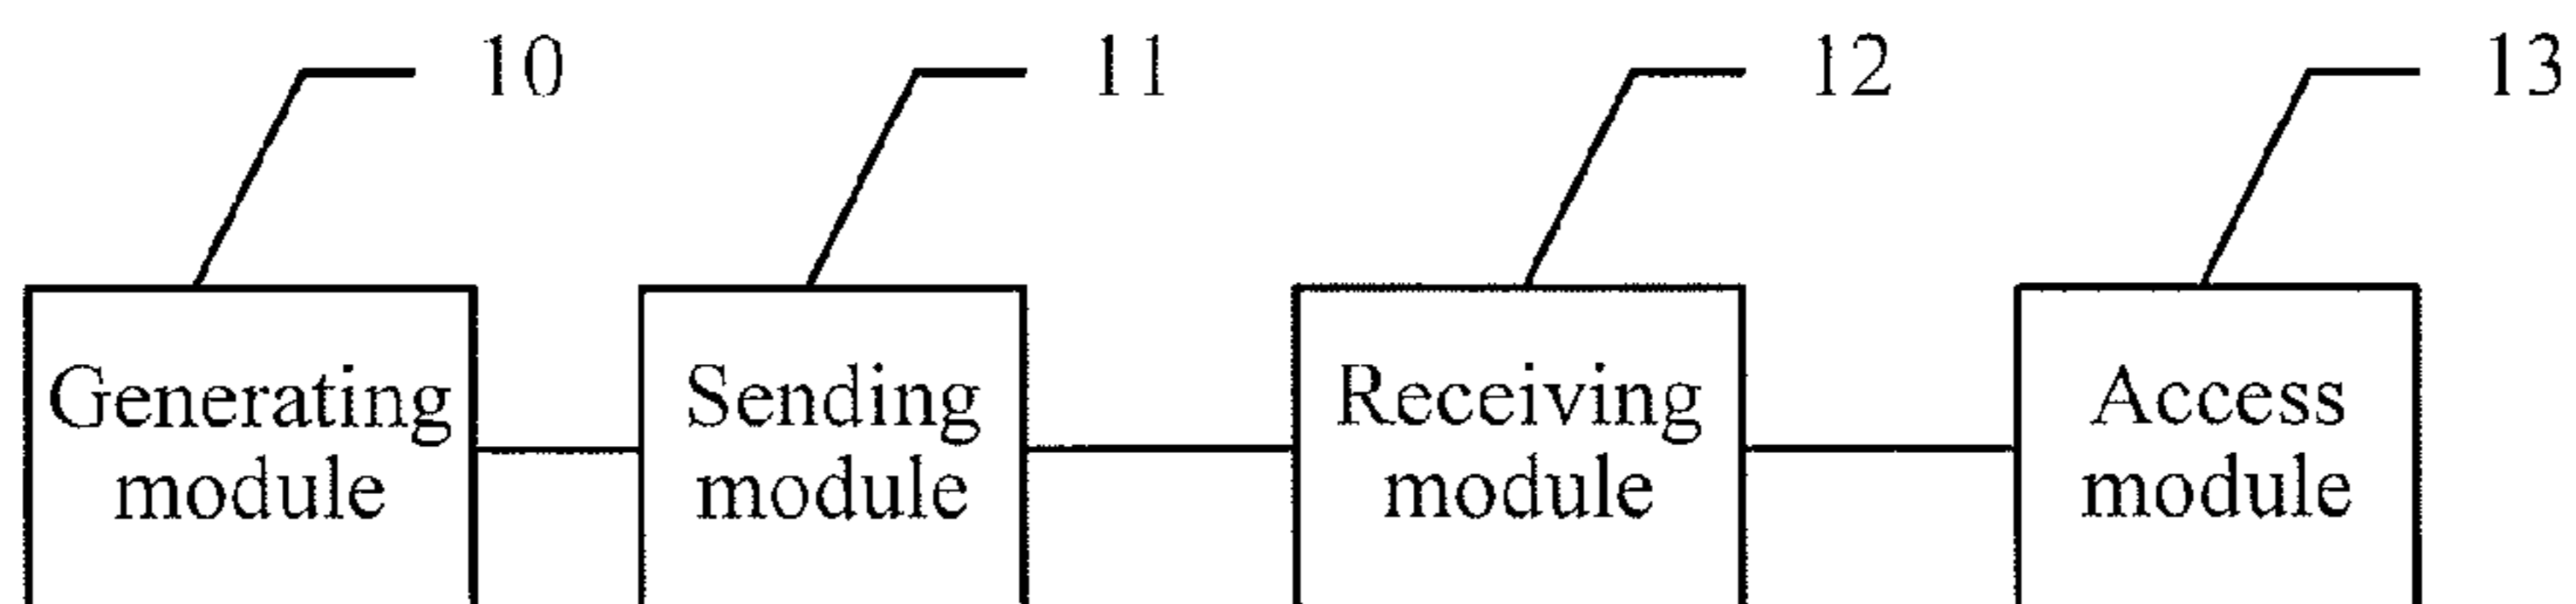 10
11
12
13
Generating
module
Sending
module
Receiving
module
Access
module